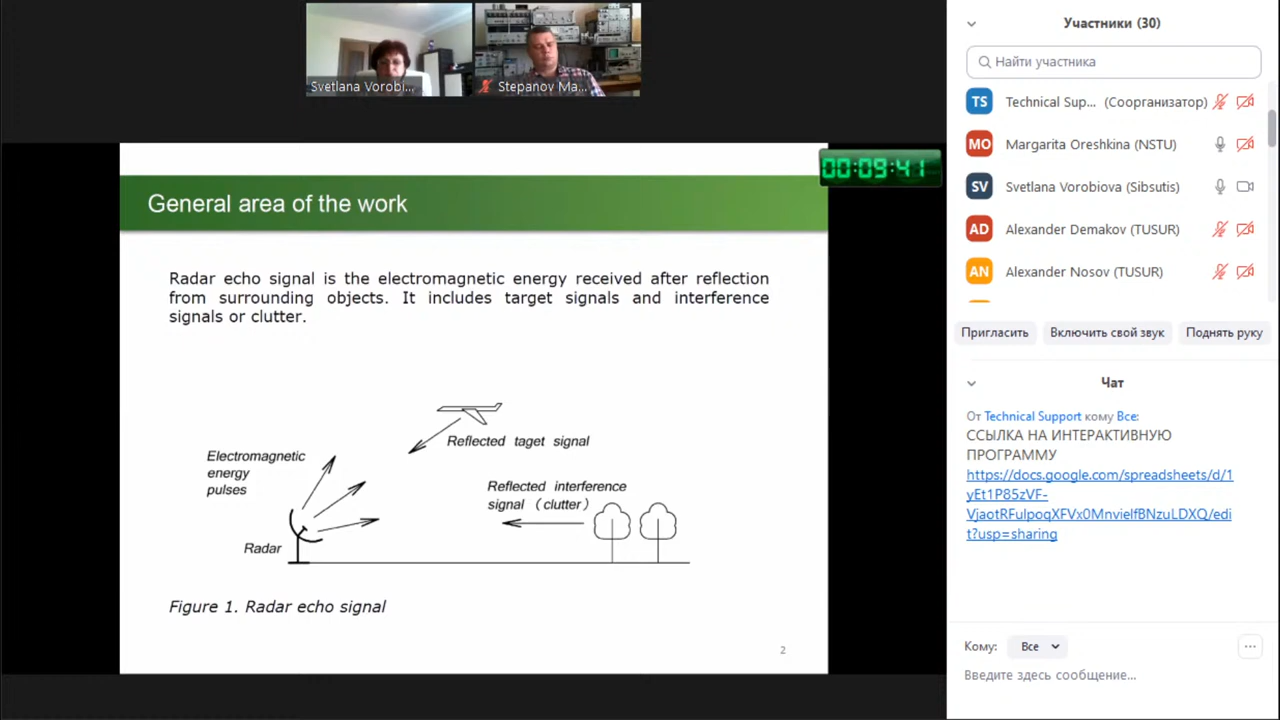 Svetlana Vorobi...
Stepanov Ma...
00:09:41
General area of the work
Radar echo signal is the electromagnetic energy received after reflection
from surrounding objects. It includes target signals and interference
signals or clutter.
Reflected taget signal
Electromagnetic
energy
pulses
Reflected interference
signal (clutter)
Radar
Figure 1. Radar echo signal
2
Участники (30)
Найти участника
TS Technical Sup... (Соорганизатор)
MO Margarita Oreshkina (NSTU)
SV Svetlana Vorobiova (Sibsutis)
AD Alexander Demakov (TUSUR)
AN Alexander Nosov (TUSUR)
Пригласить Включить свой звук Поднять руку
Чат
От Technical Support кому Все:
ССЫЛКА НА ИНТЕРАКТИВНУЮ
ПРОГРАММУ
https://docs.google.com/spreadsheets/d/1
yEt1P85zVF-
VjaotRFulpoqXFVx0MnvielfBNzuLDXQ/edi
t?usp=sharing
Кому: Все
Введите здесь сообщение...